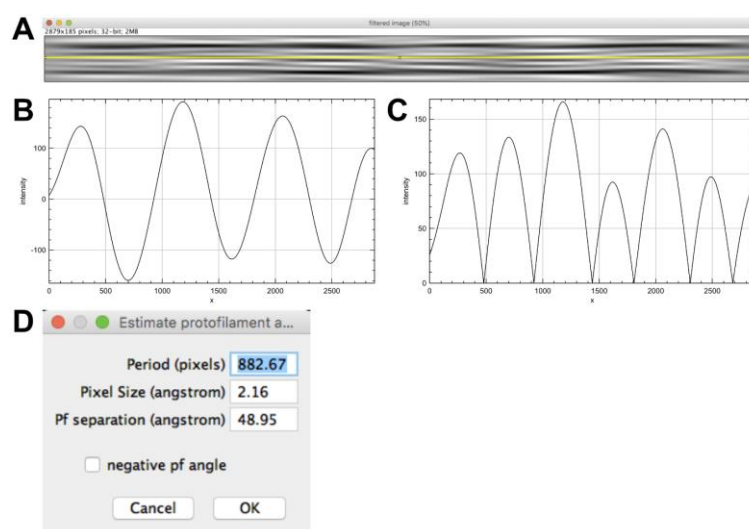 A
filtered image (50%)
2879x185 pixels; 32-bit; 2MB
B
100
0
-100
intensity
0
500
1000
1500
2000
2500
x
C
150
100
50
0
intensity
0
500
1000
1500
2000
2500
x
D
Estimate protofilament a...
Period (pixels) 882.67
Pixel Size (angstrom) 2.16
Pf separation (angstrom) 48.95
negative pf angle
Cancel OK